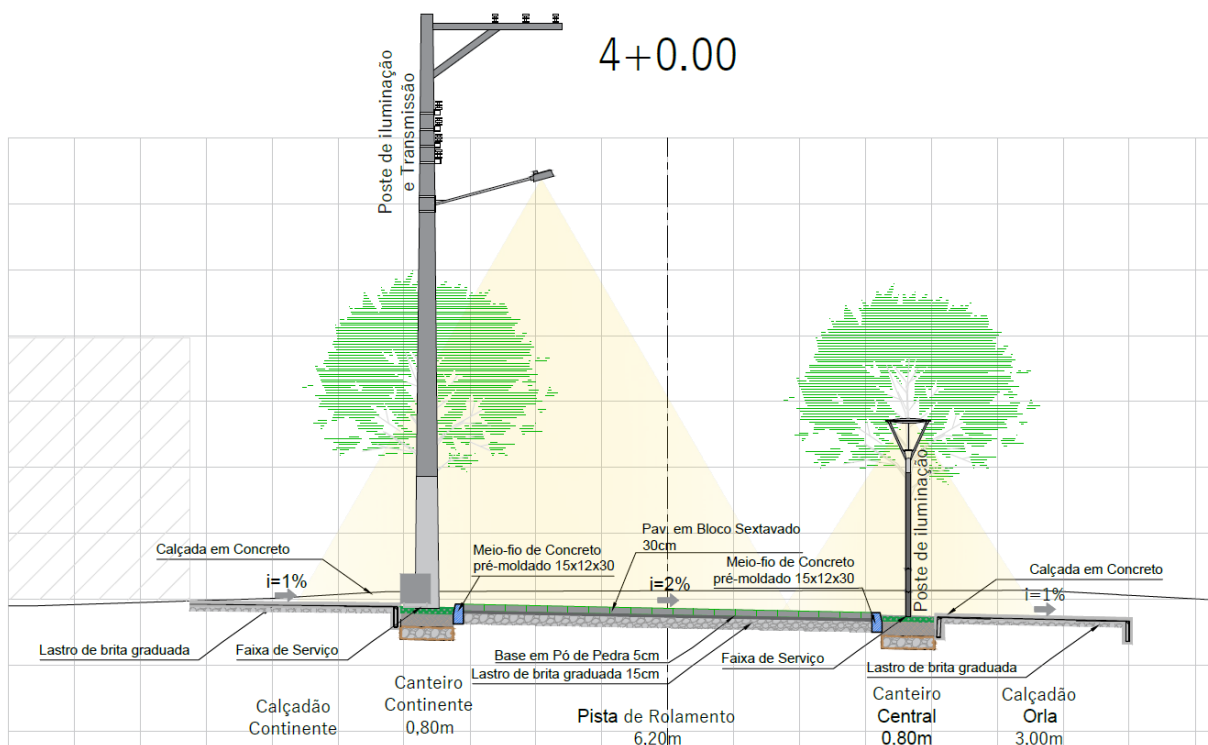 4+0.00
Poste de iluminação
e Transmissão
Poste de iluminação
Calçada em Concreto
i=1%
Meio-fio de Concreto
pré-moldado 15x12x30
Pav. em Bloco Sextavado
30cm
i=2%
Meio-fio de Concreto
pré-moldado 15x12x30
Calçada em Concreto
i=1%
Lastro de brita graduada
Faixa de Serviço
Base em Pó de Pedra 5cm
Lastro de brita graduada 15cm
Faixa de Serviço
Lastro de brita graduada
Calçadão
Continente
Canteiro
Continente
0,80m
Pista de Rolamento
6,20m
Canteiro
Central
0,80m
Calçadão
Orla
3,00m